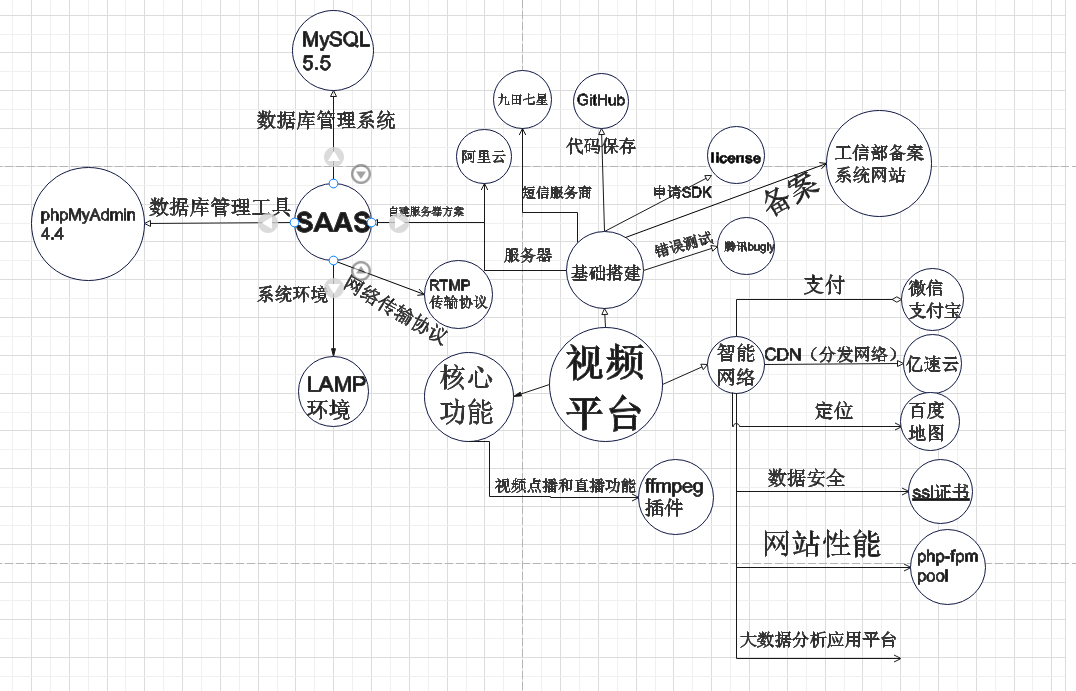 MySQL
5.5
数据库管理系统
九田七星
GitHub
代码保存
阿里云
license
工信部备案
系统网站
短信服务商
申请SDK
备案
phpMyAdmin
4.4
数据库管理工具
SAAS
自建服务器方案
服务器
基础搭建
错误测试
腾讯bugly
系统环境
网络传输协议
RTMP
传输协议
LAMP
环境
核心
功能
视频
平台
智能
网络
支付
微信
支付宝
CDN（分发网络）
亿速云
定位
百度
地图
视频点播和直播功能
ffmpeg
插件
数据安全
ssl证书
网站性能
php-fpm
pool
大数据分析应用平台